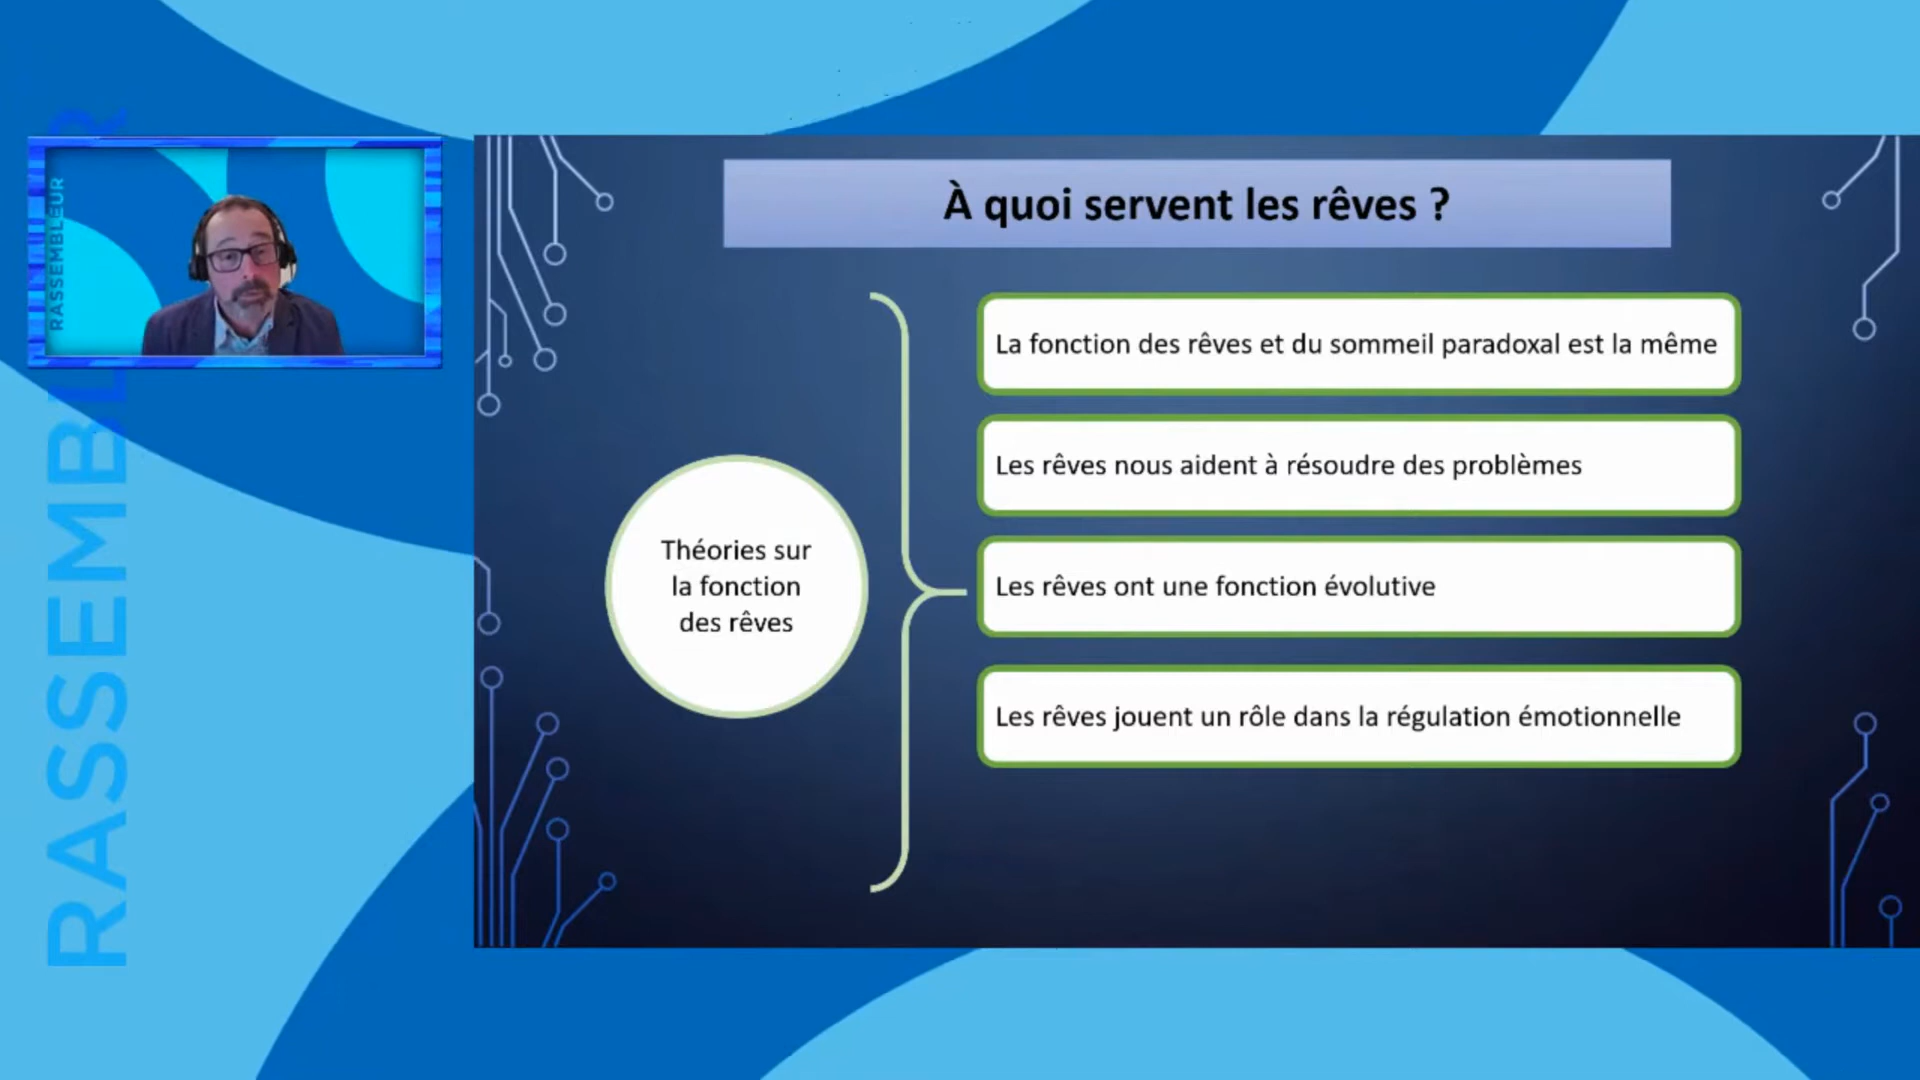 RASSEMBLEUR
À quoi servent les rêves ?
Théories sur
la fonction
des rêves
La fonction des rêves et du sommeil paradoxal est la même
Les rêves nous aident à résoudre des problèmes
Les rêves ont une fonction évolutive
Les rêves jouent un rôle dans la régulation émotionnelle
RASSEMBLEUR